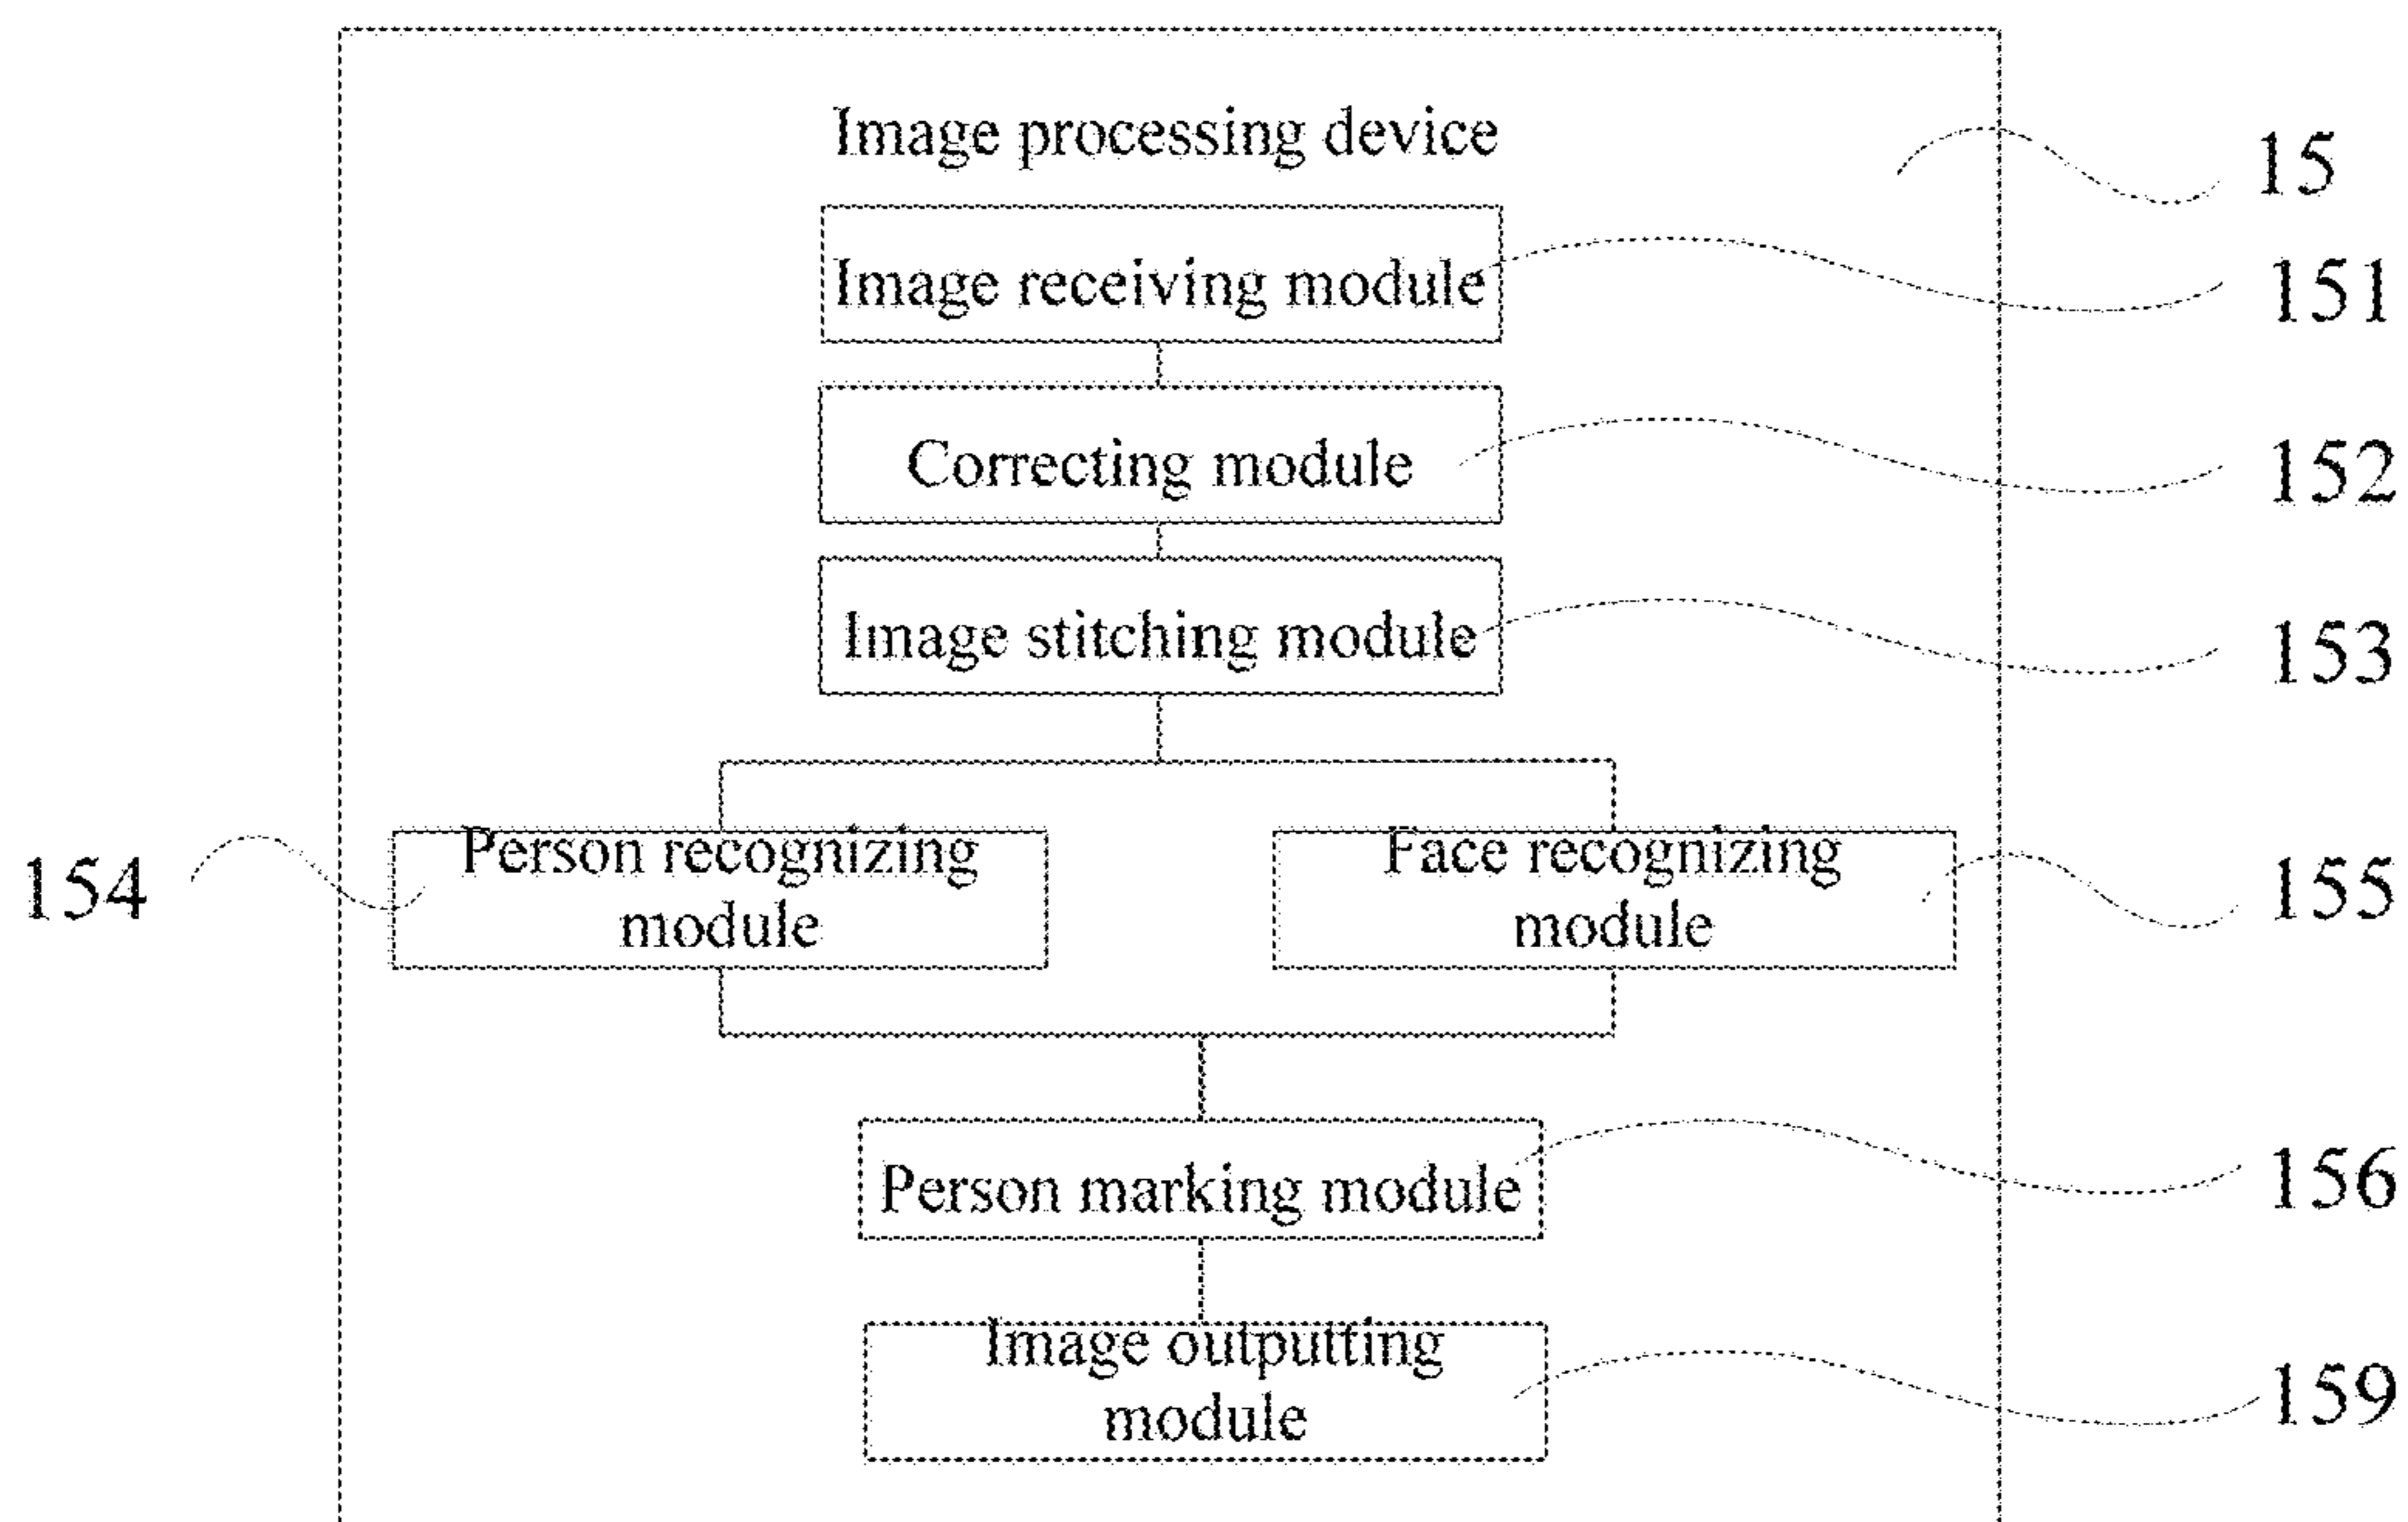 Image processing device
15
Image receiving module
151
Correcting module
152
Image stitching module
153
154
Person recognizing
module
Face recognizing
module
155
Person marking module
156
Image outputting
module
159